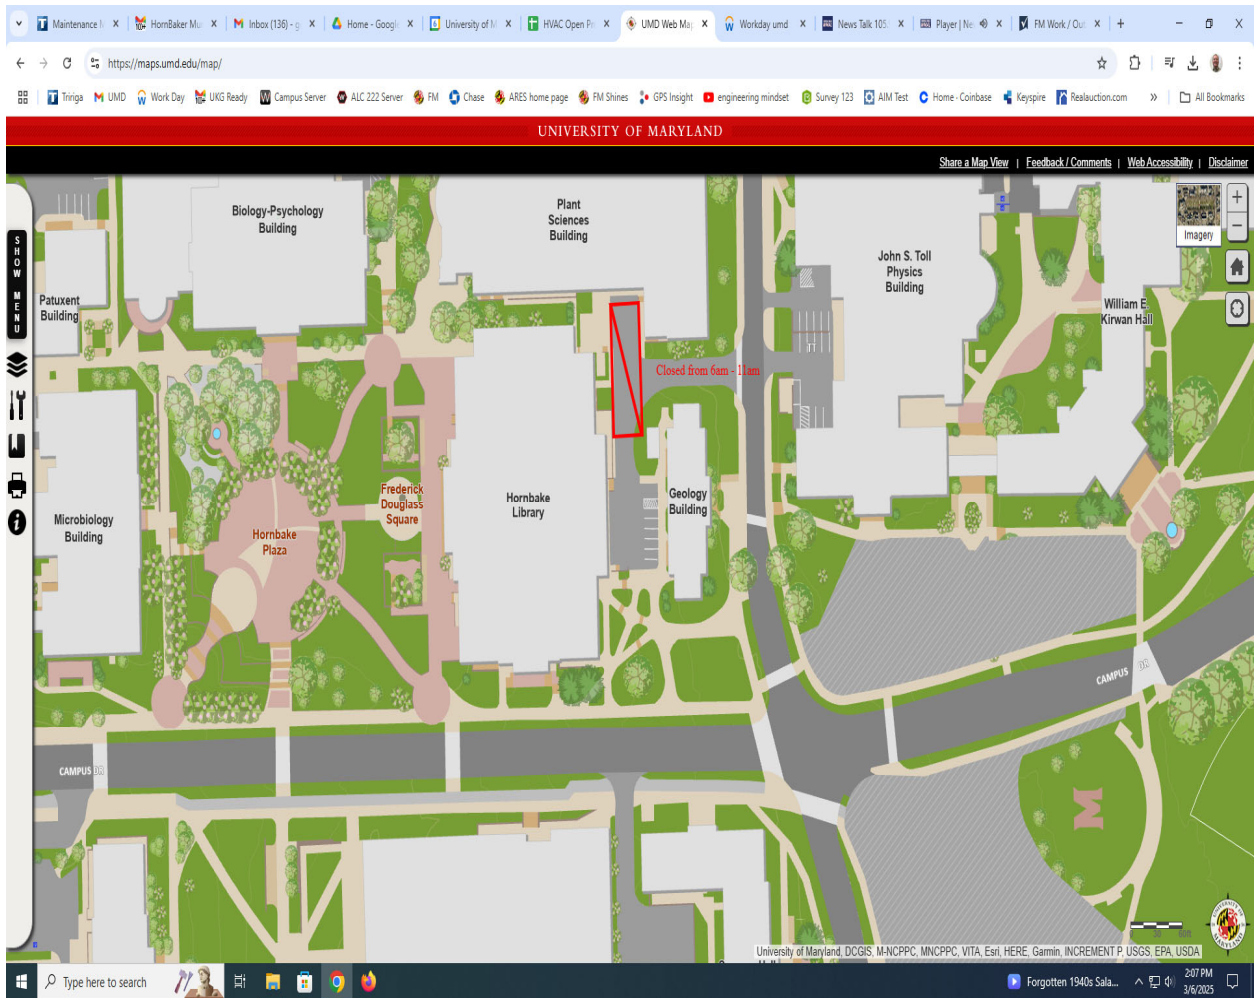 Maintenance N
HornBaker Mu
Inbox (136) - g
Home - Google
University of M
HVAC Open Pr
UMD Web Map
Workday umd
News Talk 105.
Player | Ne
FM Work / Out
https://maps.umd.edu/map/
Tririga
UMD
Work Day
UKG Ready
Campus Server
ALC 222 Server
FM
Chase
ARES home page
FM Shines
GPS Insight
engineering mindset
Survey 123
AIM Test
Home - Coinbase
Keyspire
Realauction.com
»
All Bookmarks
UNIVERSITY OF MARYLAND
Share a Map View | Feedback / Comments | Web Accessibility | Disclaimer
SHOW MENU
Imagery
Biology-Psychology
Building
Plant
Sciences
Building
John S. Toll
Physics
Building
Patuxent
Building
William E.
Kirwan Hall
Closed from 6am - 11am
Frederick
Douglass
Square
Hornbake
Library
Geology
Building
Microbiology
Building
Hornbake
Plaza
CAMPUS DR
CAMPUS DR
M
University of Maryland, DCGIS, M-NCPPC, MNCPPC, VITA, Esri, HERE, Garmin, INCREMENT P, USGS, EPA, USDA
Type here to search
Forgotten 1940s Sala...
2:07 PM
3/6/2025